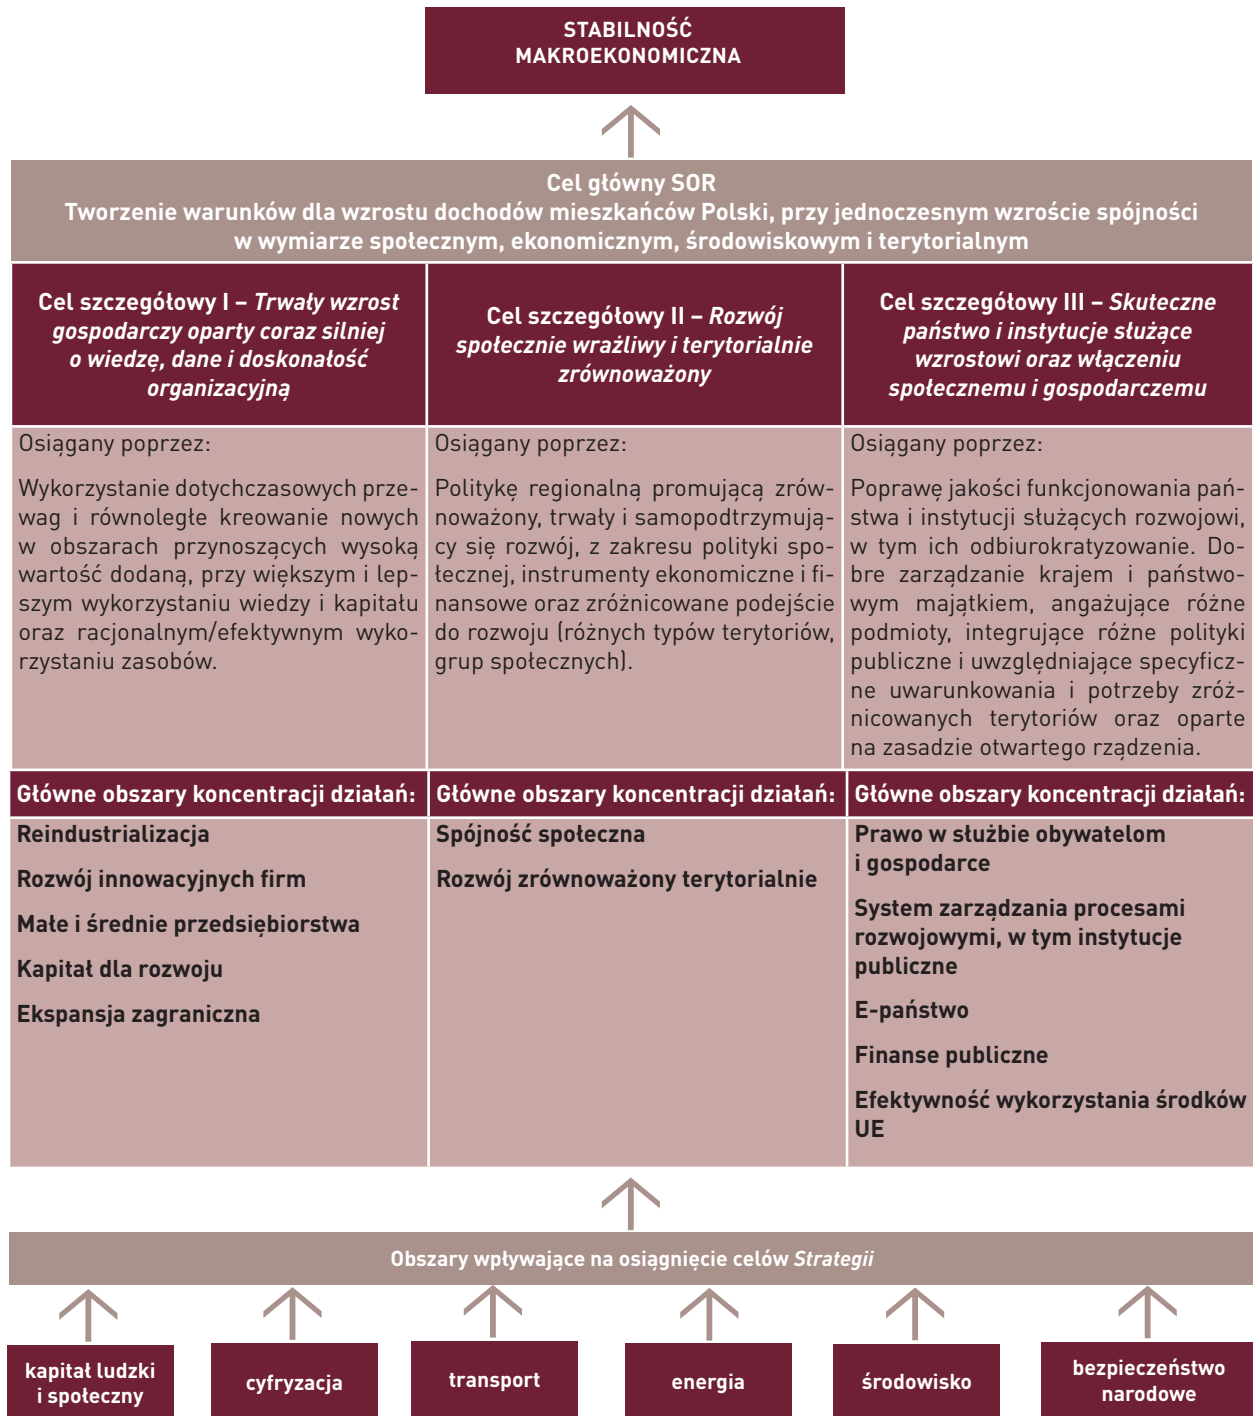 STABILNOŚĆ
MAKROEKONOMICZNA
Cel główny SOR
Tworzenie warunków dla wzrostu dochodów mieszkańców Polski, przy jednoczesnym wzroście spójności
w wymiarze społecznym, ekonomicznym, środowiskowym i terytorialnym
Cel szczegółowy I – Trwały wzrost
gospodarczy oparty coraz silniej
o wiedzę, dane i doskonałość
organizacyjną
Cel szczegółowy II – Rozwój
społecznie wrażliwy i terytorialnie
zrównoważony
Cel szczegółowy III – Skuteczne
państwo i instytucje służące
wzrostowi oraz włączeniu
społecznemu i gospodarczemu
Osiągany poprzez:
Wykorzystanie dotychczasowych prze-
wag i równoległe kreowanie nowych
w obszarach przynoszących wysoką
wartość dodaną, przy większym i lep-
szym wykorzystaniu wiedzy i kapitału
oraz racjonalnym/efektywnym wyko-
rzystaniu zasobów.
Osiągany poprzez:
Politykę regionalną promującą zrów-
noważony, trwały i samopodtrzymują-
cy się rozwój, z zakresu polityki spo-
łecznej, instrumenty ekonomiczne i fi-
nansowe oraz zróżnicowane podejście
do rozwoju (różnych typów terytoriów,
grup społecznych).
Osiągany poprzez:
Poprawę jakości funkcjonowania pań-
stwa i instytucji służących rozwojowi,
w tym ich odbiurokratyzowanie. Do-
bre zarządzanie krajem i państwo-
wym majątkiem, angażujące różne
podmioty, integrujące różne polityki
publiczne i uwzględniające specyficz-
ne uwarunkowania i potrzeby zróż-
nicowanych terytoriów oraz oparte
na zasadzie otwartego rządzenia.
Główne obszary koncentracji działań:
Reindustrializacja
Rozwój innowacyjnych firm
Małe i średnie przedsiębiorstwa
Kapitał dla rozwoju
Ekspansja zagraniczna
Główne obszary koncentracji działań:
Spójność społeczna
Rozwój zrównoważony terytorialnie
Główne obszary koncentracji działań:
Prawo w służbie obywatelom
i gospodarce
System zarządzania procesami
rozwojowymi, w tym instytucje
publiczne
E-państwo
Finanse publiczne
Efektywność wykorzystania środków
UE
Obszary wpływające na osiągnięcie celów Strategii
kapitał ludzki
i społeczny
cyfryzacja
transport
energia
środowisko
bezpieczeństwo
narodowe